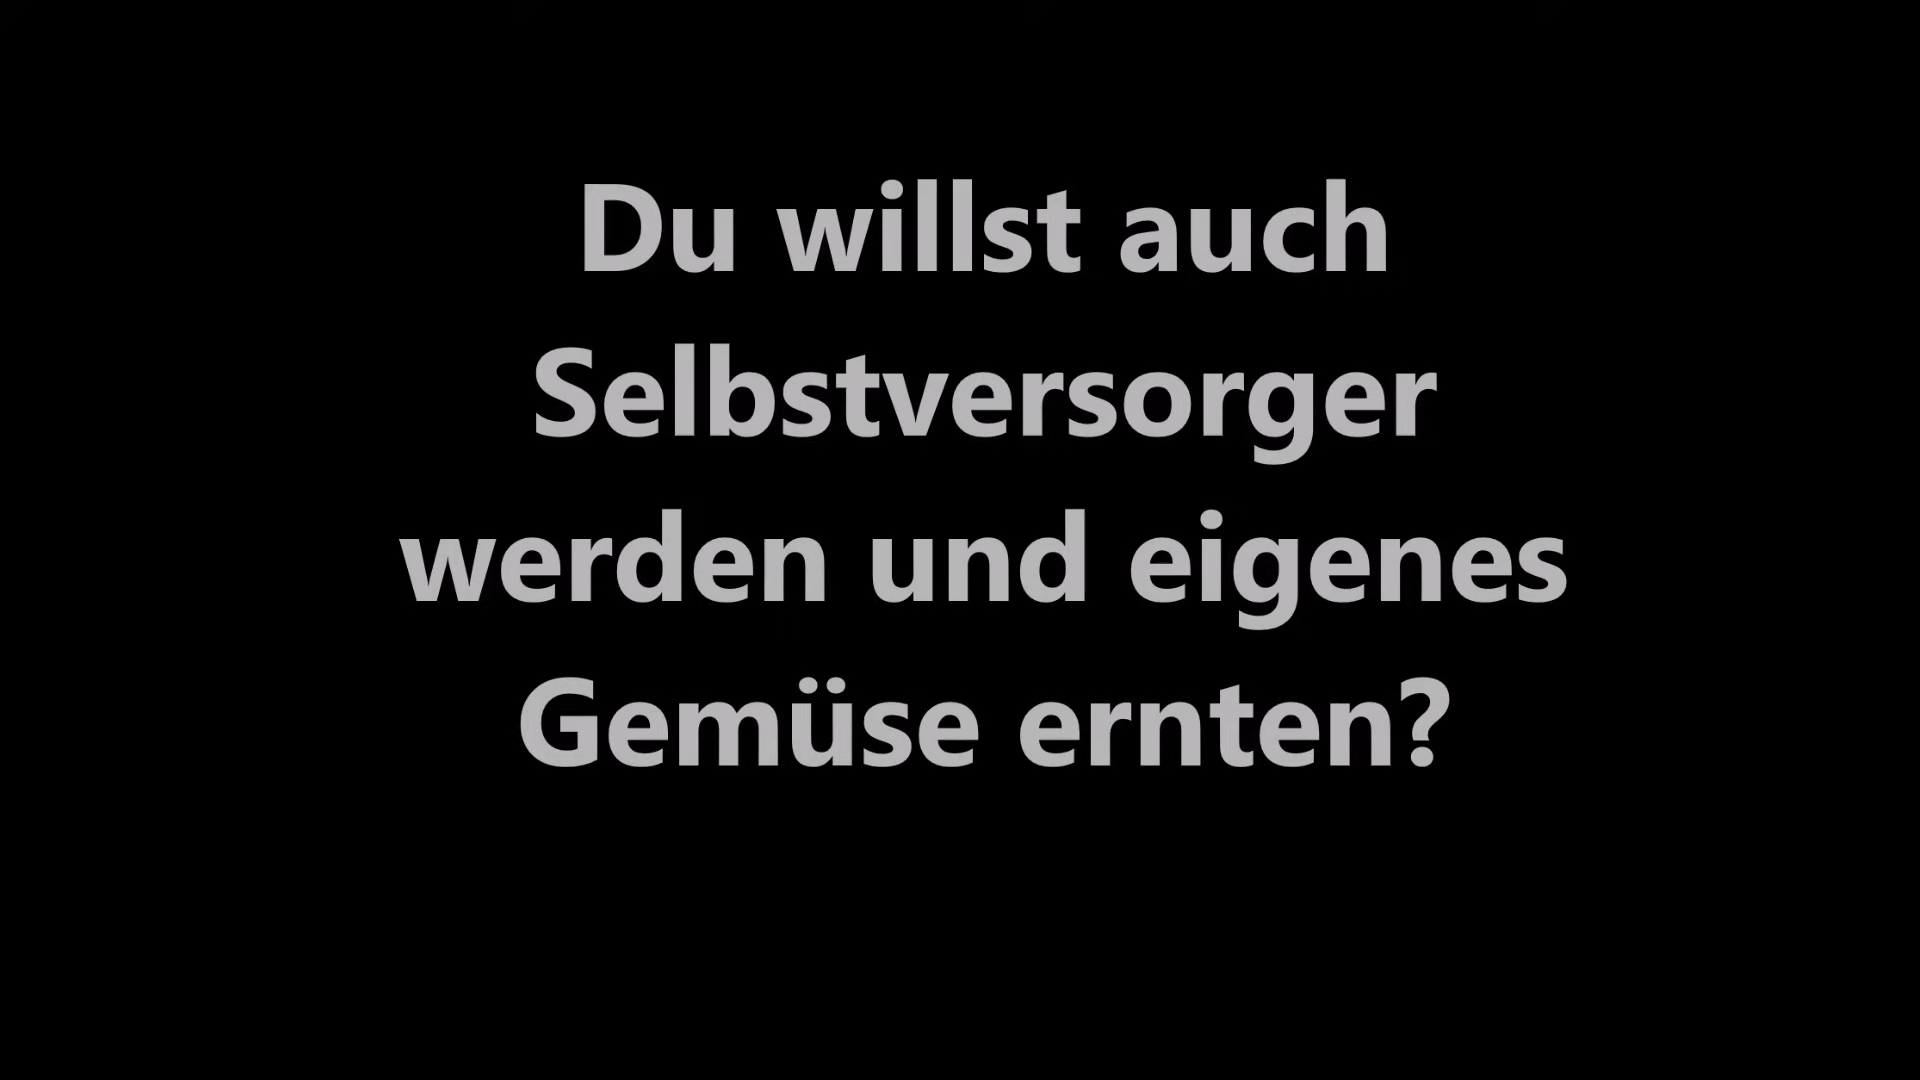 Du willst auch
Selbstversorger
werden und eigenes
Gemüse ernten?